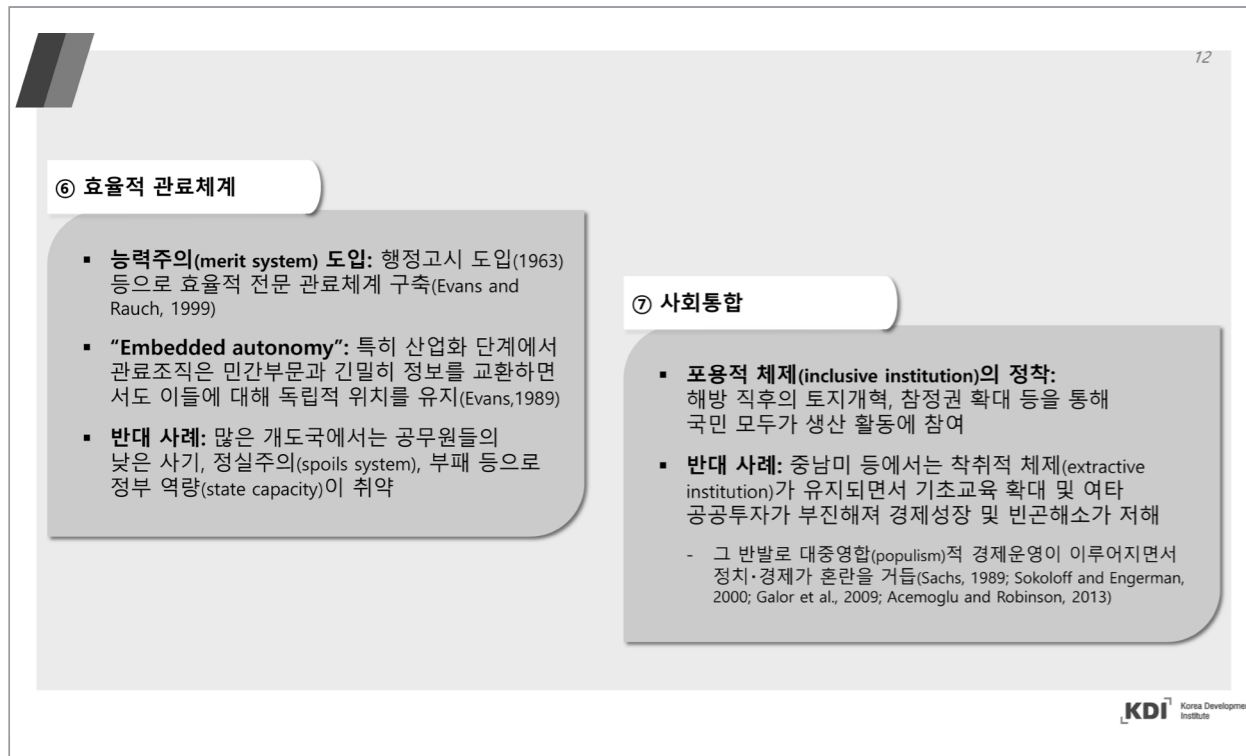 12
⑥ 효율적 관료체계
▪ 능력주의(merit system) 도입: 행정고시 도입(1963)
등으로 효율적 전문 관료체계 구축(Evans and
Rauch, 1999)
▪ “Embedded autonomy”: 특히 산업화 단계에서
관료조직은 민간부문과 긴밀히 정보를 교환하면
서도 이들에 대해 독립적 위치를 유지(Evans,1989)
▪ 반대 사례: 많은 개도국에서는 공무원들의
낮은 사기, 정실주의(spoils system), 부패 등으로
정부 역량(state capacity)이 취약
⑦ 사회통합
▪ 포용적 체제(inclusive institution)의 정착:
해방 직후의 토지개혁, 참정권 확대 등을 통해
국민 모두가 생산 활동에 참여
▪ 반대 사례: 중남미 등에서는 착취적 체제(extractive
institution)가 유지되면서 기초교육 확대 및 여타
공공투자가 부진해져 경제성장 및 빈곤해소가 저해
- 그 반발로 대중영합(populism)적 경제운영이 이루어지면서
정치·경제가 혼란을 거듭(Sachs, 1989; Sokoloff and Engerman,
2000; Galor et al., 2009; Acemoglu and Robinson, 2013)
KDI Korea Developme
Institute